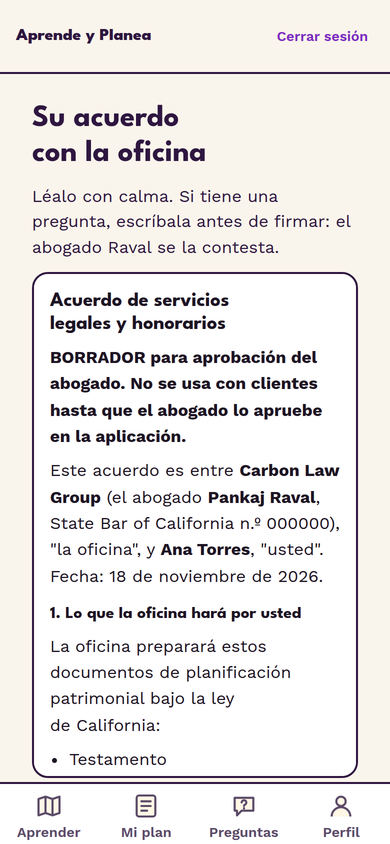 Aprende y Planea
Cerrar sesión
Su acuerdo
con la oficina
Léalo con calma. Si tiene una
pregunta, escríbala antes de firmar: el
abogado Raval se la contesta.
Acuerdo de servicios
legales y honorarios
BORRADOR para aprobación del
abogado. No se usa con clientes
hasta que el abogado lo apruebe
en la aplicación.
Este acuerdo es entre Carbon Law
Group (el abogado Pankaj Raval,
State Bar of California n.º 000000),
"la oficina", y Ana Torres, "usted".
Fecha: 18 de noviembre de 2026.
1. Lo que la oficina hará por usted
La oficina preparará estos
documentos de planificación
patrimonial bajo la ley
de California:
• Testamento
Aprender
Mi plan
Preguntas
Perfil